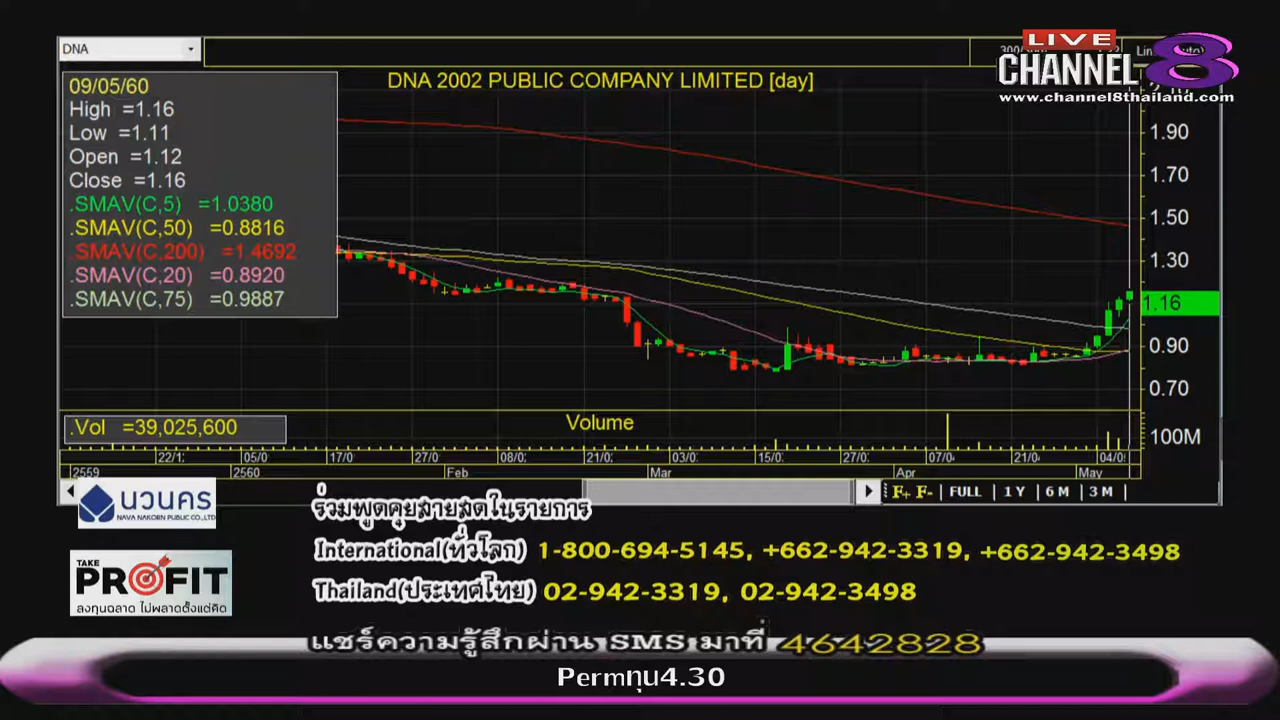 DNA
LIVE
CHANNEL 8
www.channel8thailand.com
DNA 2002 PUBLIC COMPANY LIMITED [day]
09/05/60
High =1.16
Low =1.11
Open =1.12
Close =1.16
.SMAV(C,5) =1.0380
.SMAV(C,50) =0.8816
.SMAV(C,200) =1.4692
.SMAV(C,20) =0.8920
.SMAV(C,75) =0.9887
1.90
1.70
1.50
1.30
1.16
0.90
0.70
.Vol =39,025,600
Volume
100M
22/1: 05/0 17/0 27/0 08/0: 21/0: 03/0: 15/0: 27/0: 07/0 21/0 04/0
2559 2560 Feb Mar Apr May
F+ F- FULL 1 Y 6 M 3 M
0
นวนคร
NAVA NAKORN PUBLIC CO.,LTD
ร่วมพูดคุยสายสดในรายการ
International(ทั่วโลก) 1-800-694-5145, +662-942-3319, +662-942-3498
TAKE
PROFIT
ลงทุนฉลาด ไม่พลาดตั้งแต่คิด
Thailand(ประเทศไทย) 02-942-3319, 02-942-3498
แชร์ความรู้สึกผ่าน SMS มาที่ 4642828
Permทุน4.30